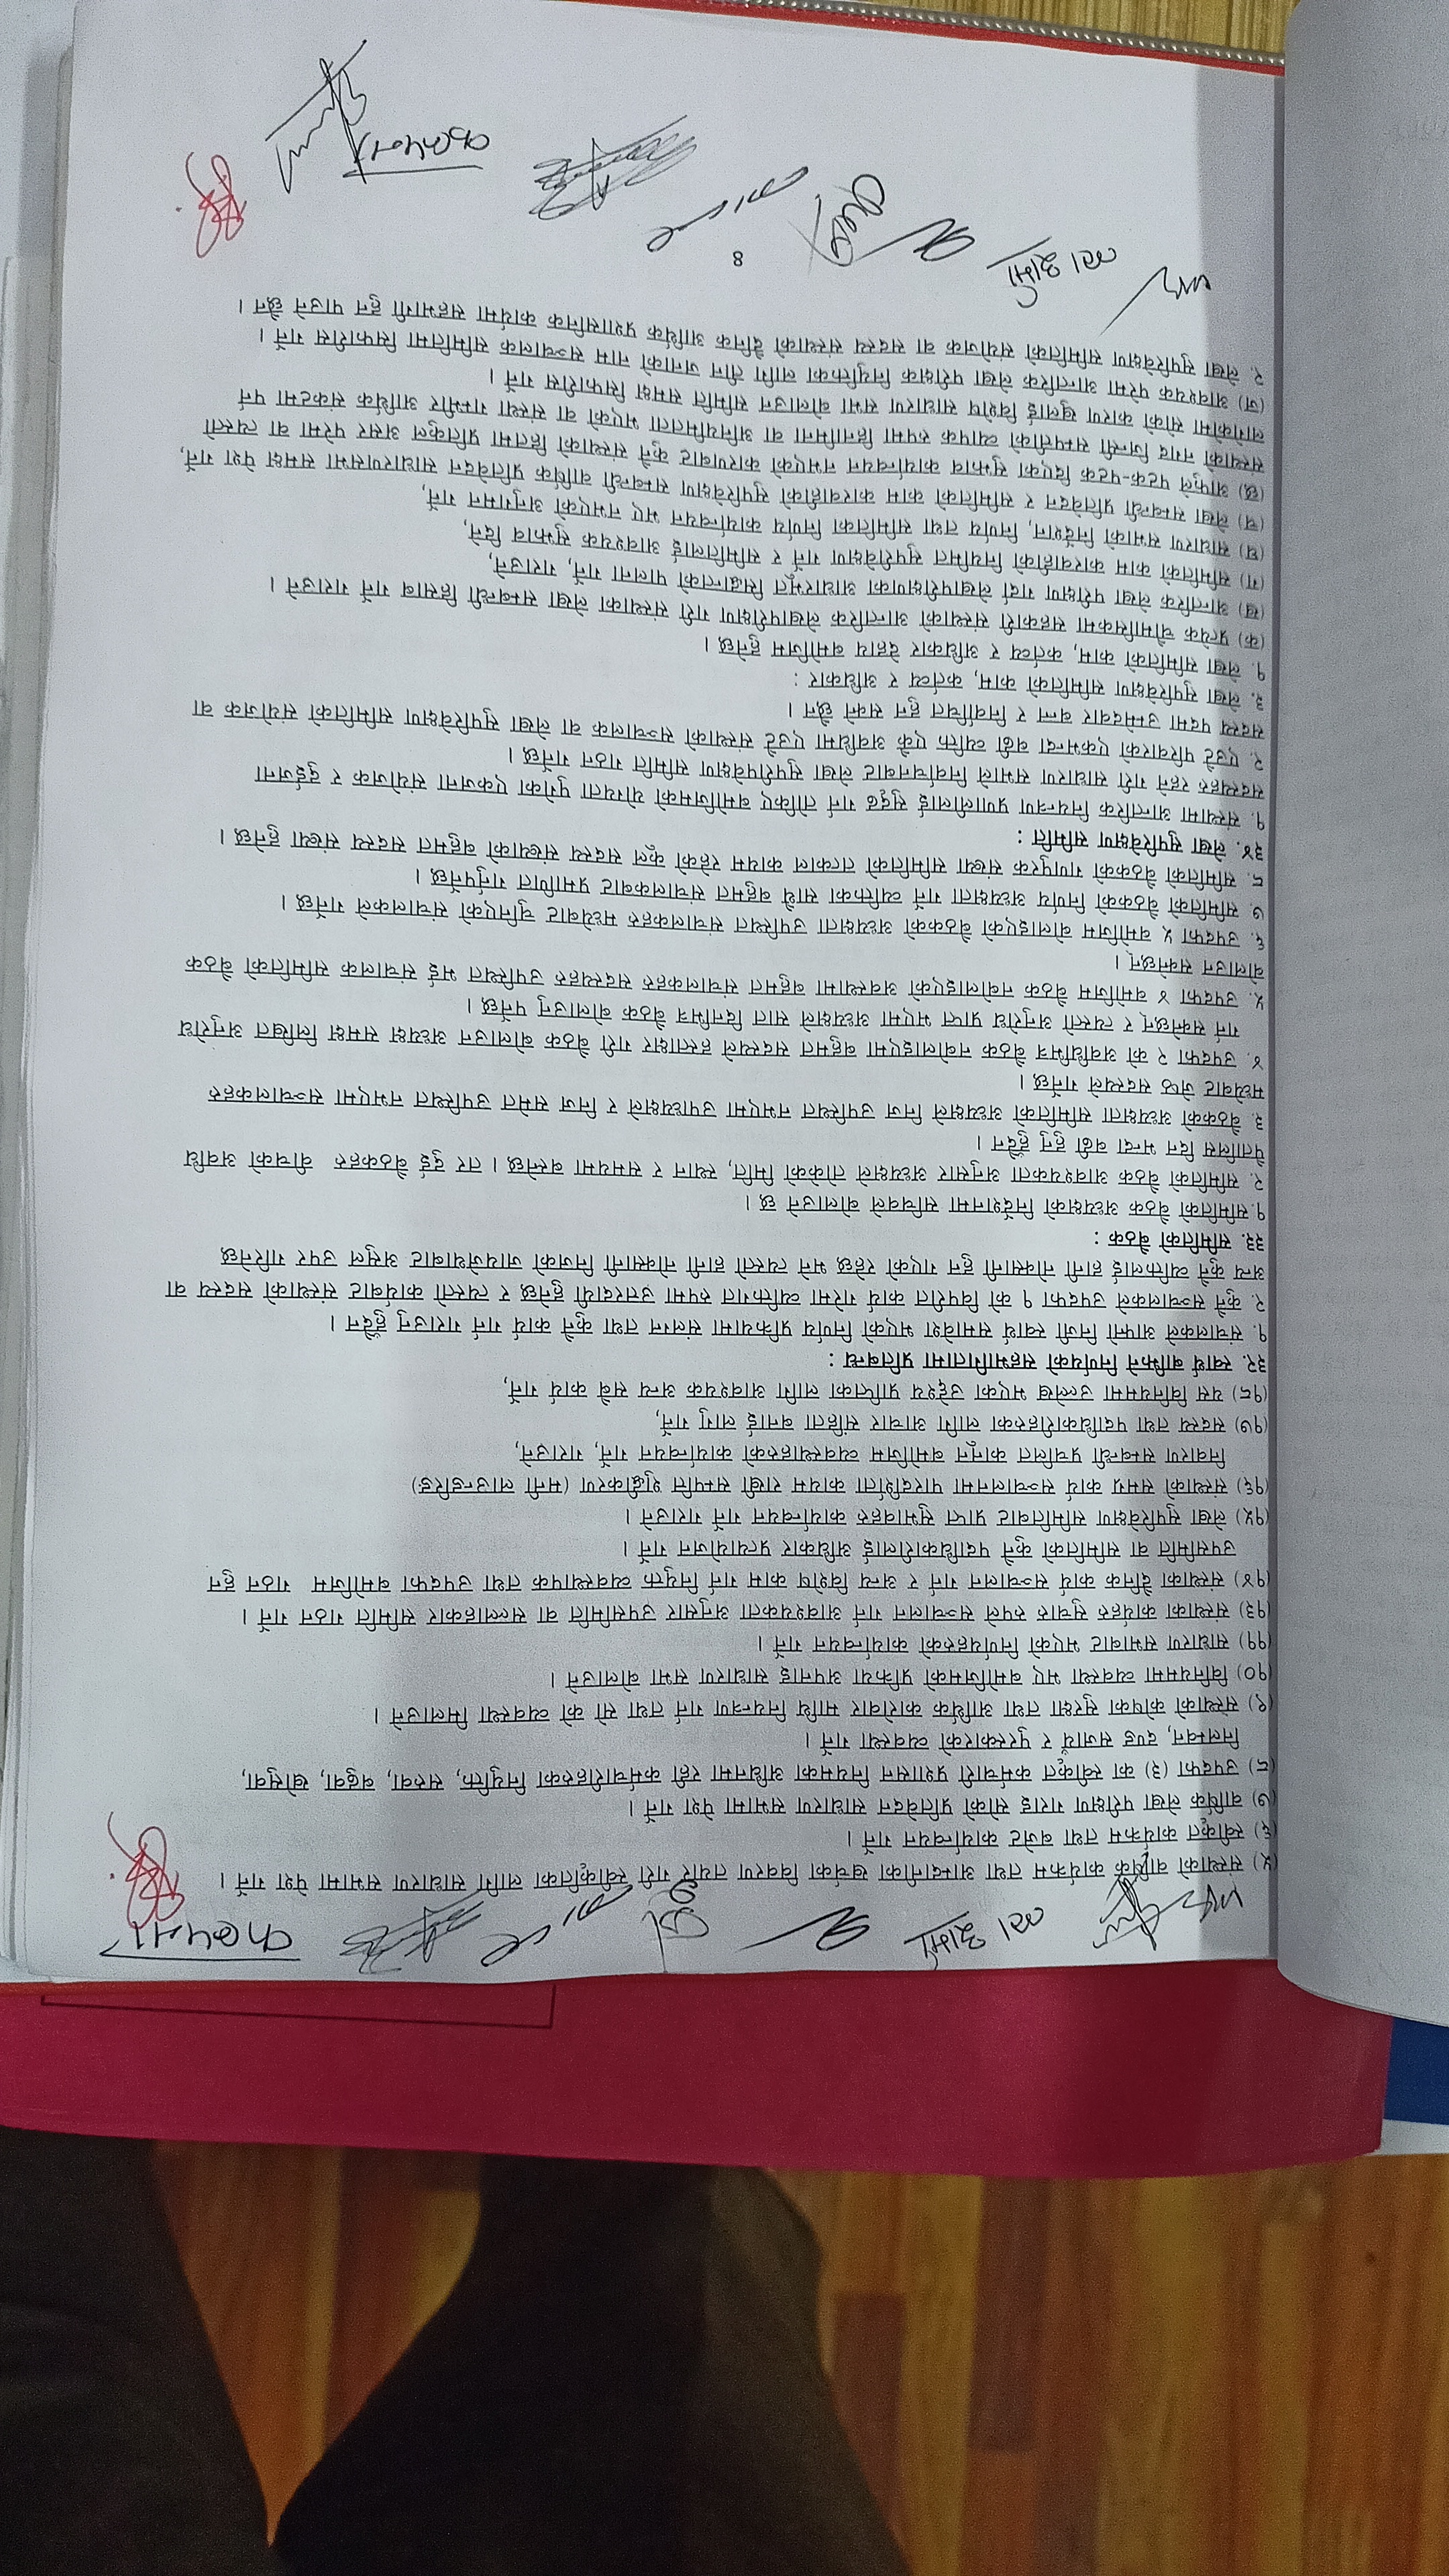 ल्टा शर्मा
कल्पना
(५) संस्थाको वार्षिक कार्यक्रम तथा आम्दानीका खर्चका विवरण तयार गरी स्वीकृतिका लागि साधारण सभामा पेश गर्ने ।
(६) स्वीकृत कार्यक्रम तथा बजेट कार्यान्वयन गर्ने ।
(७) वार्षिक लेखा परीक्षण गराइ सोको प्रतिवेदन साधारण सभामा पेश गर्ने ।
(८) उपदफा (३) का स्वीकृत कर्मचारी प्रशासन नियमका अधिनमा रही कर्मचारीहरुका नियुक्ति, सरुवा, बढुवा, खोसुवा,
निलम्वन, दण्ड सजायँ र पुरस्कारको व्यवस्था गर्ने ।
(९) संस्थाको कोषका सुरक्षा तथा आर्थिक कारोवार माथि नियन्त्रण गर्न तथा सो को व्यवस्था मिलाउने ।
(१०) विनियममा व्यवस्था भए बमोजिमको प्रक्रिया अपनाइ साधारण सभा बोलाउने ।
(११) साधारण सभाबाट भएको निर्णयहरुको कार्यान्वयन गर्ने ।
(१३) संस्थाका कार्यहरु सुचारु रुपले सञ्चालन गर्न आवश्यकता अनुसार उपसमिति वा सल्लाहकार समिति गठन गर्ने ।
(१४) संस्थाका दैनिक कार्य सञ्चालन गर्न र अन्य विशेष काम गर्न नियुक्त व्यवस्थापक तथा उपदफा बमोजिम गठन हुन
उपसमिति वा समितिको कुनै पदाधिकारीलाई अधिकार प्रत्यायोजन गर्ने ।
(१५) लेखा सुपरिवेक्षण समितिबाट प्राप्त सुझावहरु कार्यान्वयन गर्ने गराउने ।
(१६) संस्थाको समग्र कार्य सञ्चालनमा पारदर्शिता कायम राखी सम्पत्ति शुद्धीकरण (मनी लाउन्डरिङ)
निवारण सम्बन्धी प्रचलित कानून बमोजिम व्यवस्थाहरुको कार्यान्वयन गर्ने, गराउने,
(१७) सदस्य तथा पदाधिकारीहरुका लागि आचार संहिता बनाई लागु गर्ने,
(१८) यस विनियममा उल्लेख भएका उद्देश्य प्राप्तिका लागि आवश्यक अन्य सबै कार्य गर्ने,
३२. स्वार्थ बाझिने निर्णयको सहभागितामा प्रतिबन्ध :
१. संचालकले आफ्नो निजी स्वार्थ समावेश भएको निर्णय प्रक्रियामा संलग्न तथा कुनै कार्य गर्न गराउनु हुँदैन ।
२. कुनै सञ्चालकले उपदफा १ को विपरीत कार्य गरेमा व्यक्तिगत रुपमा उत्तरदायी हुनेछ र त्यस्तो कार्यबाट संस्थाको सदस्य वा
अन्य कुनै व्यक्तिलाई हानी नोक्सानी हुन गएको रहेछ भने त्यस्तो हानी नोक्सानी निजको जायजेथाबाट असुल उपर गरिनेछ
३३. समितिको बैठक :
१.समितिको बैठक अध्यक्षको निर्देशनमा सचिवले बोलाउने छ ।
२. समितिको बैठक आवश्यकता अनुसार अध्यक्षले तोकेको मिति, स्थान र समयमा बस्नेछ । तर दुई बैठकहरु वीचको अवधि
पैतालिस दिन भन्दा बढी हुनु हुँदैन ।
३. बैठकको अध्यक्षता समितिको अध्यक्षले निज उपस्थित नभएमा उपाध्यक्षले र निज समेत उपस्थित नभएमा सञ्चालकहरु
मध्येबाट जेष्ठ सदस्यले गर्नेछ ।
४. उपदफा २ को अवधिभित्र बैठक नबोलाइएमा बहुमत सदस्यले हस्ताक्षर गरी बैठक बोलाउन अध्यक्ष समक्ष लिखित अनुरोध
गर्न सक्नेछन् र त्यस्तो अनुरोध प्राप्त भएमा अध्यक्षले सात दिनभित्र बैठक बोलाउनु पर्नेछ ।
५. उपदफा ४ बमोजिम बैठक नबोलाइएको अवस्थामा बहुमत संचालकहरु सदस्यहरु उपस्थित भई संचालक समितिको बैठक
बोलाउन सक्नेछन् ।
६. उपदफा ५ बमोजिम बोलाइएको बैठकको अध्यक्षता उपस्थित संचालकहरु मध्येबाट चुनिएको संचालकले गर्नेछ ।
७. समितिको बैठकको निर्णय अध्यक्षता गर्ने व्यक्तिका साथै बहुमत संचालकबाट प्रमाणित गर्नुपर्नेछ ।
८. समितिको बैठकको गणपुरक संख्या समितिको तत्काल कायम रहेको कूल सदस्य संख्याको बहुमत सदस्य संख्या हुनेछ ।
३४. लेखा सुपरिवेक्षण समिति :
१. संस्थामा आन्तरिक नियन्त्रण प्रणालीलाई सुदृढ गर्न तोकिए बमोजिमको योग्यता पुगेका एकजना संयोजक र दुईजना
सदस्यहरु रहने गरी साधारण सभाले निर्वाचनबाट लेखा सुपरीपवेक्षण समिति गठन गर्नेछ ।
२. एउटै परिवारको एकभन्दा बढी व्यक्ति एकै अवधिमा एउटै संस्थाको सञ्चालक वा लेखा सुपरिवेक्षण समितिको संयोजक वा
सदस्य पदमा उम्मेदवार बन्न र निर्वाचित हुन सक्ने छैन ।
३. लेखा सुपरिवेक्षण समितिको काम, कर्तव्य र अधिकार :
१. लेखा समितिको काम, कर्तव्य र अधिकार देहाय बमोजिम हुनेछ ।
(क) प्रत्येक चौमासिकमा सहकारी संस्थाको आन्तरिक लेखापरीक्षण गरी संस्थाका लेखा सम्बन्धी हिसाब गर्ने गराउने ।
(ख) आन्तरिक लेखा परीक्षण गर्दा लेखापरीक्षणका आधारभूत सिद्धान्तको पालना गर्ने, गराउने,
(ग) समितिको काम कारवाहीको नियमित सुपरीवेक्षण गर्ने र समितिलाई आवश्यक सुझाव दिने,
(घ) साधारण सभाको निर्देशन, निर्णय तथा समितिका निर्णय कार्यान्वयन भए नभएको अनुगमन गर्ने,
(च) लेखा सम्बन्धी प्रतिवेदन र समितिको काम कारवाहीको सुपरिवेक्षण सम्बन्धी वार्षिक प्रतिवेदन साधारणसभा समक्ष पेश गर्ने,
(छ) आफुले पटक-पटक दिएका सुझाव कार्यान्वयन नभएको कारणबाट कुनै संस्थाको हितमा प्रतिकुल असर परेमा वा त्यस्तो
संस्थाको नगद जिन्सी सम्पत्तीको व्यापक रुपमा हिनामिना वा अनियमितता भएको वा संस्था गम्भीर आर्थिक संकटमा पर्न
लागेकोमा सोको कारण खुलाई विशेष साधारण सभा बोलाउन समिति समक्ष सिफारीस गर्ने ।
(ज) आवश्यक परेमा आन्तरिक लेखा परीक्षक नियुक्तिका लागि तीन जनाको नाम सञ्चालक समितिमा सिफारीस गर्ने ।
२. लेखा सुपरिवेक्षण समितिको संयोजक वा सदस्य संस्थाको दैनिक आर्थिक प्रशासनिक कार्यमा सहभागी हुन पाउने छैन ।
ल्टा शर्मा
8
कल्पना